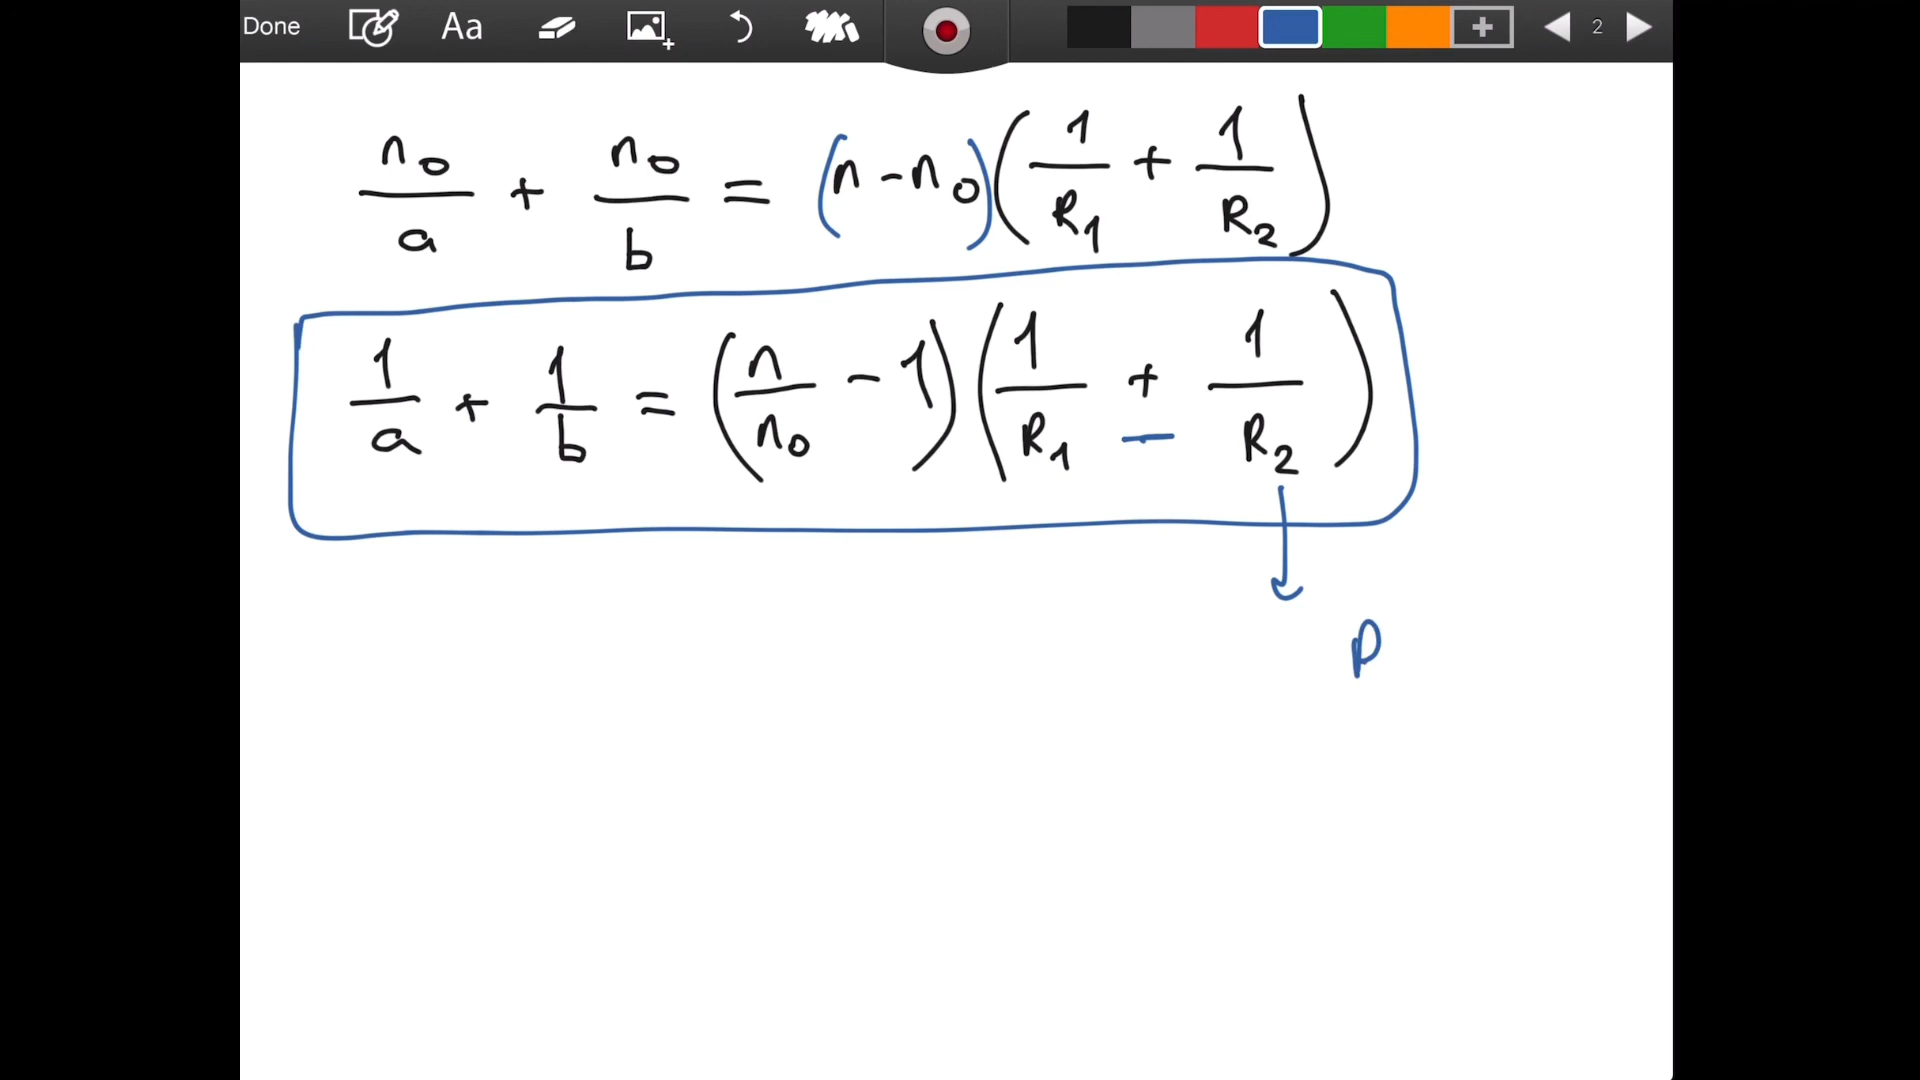 Done Aa 2
n₀/a + n₀/b = (n - n₀)(1/R₁ + 1/R₂)
1/a + 1/b = (n/n₀ - 1)(1/R₁ ± 1/R₂)
p